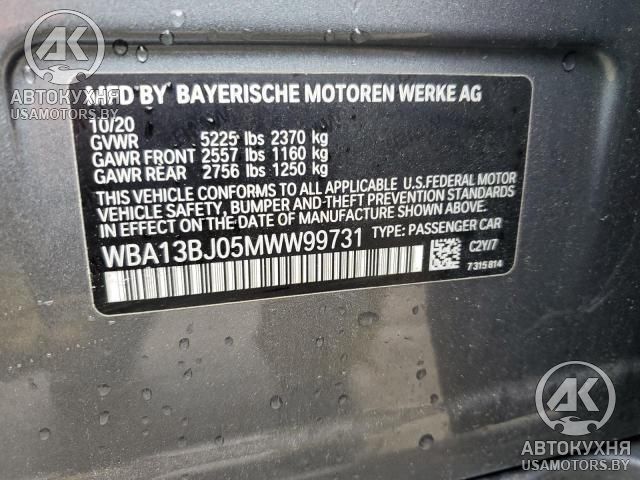 AK
АВТОКУХНЯ
USAMOTORS.BY
MFD BY BAYERISCHE MOTOREN WERKE AG
10/20
GVWR 5225 lbs 2370 kg
GAWR FRONT 2557 lbs 1160 kg
GAWR REAR 2756 lbs 1250 kg
THIS VEHICLE CONFORMS TO ALL APPLICABLE U.S.FEDERAL MOTOR
VEHICLE SAFETY, BUMPER AND THEFT PREVENTION STANDARDS
IN EFFECT ON THE DATE OF MANUFACTURE SHOWN ABOVE.
WBA13BJ05MWW99731 TYPE: PASSENGER CAR
C2Y/7
7315814
AK
АВТОКУХНЯ
USAMOTORS.BY